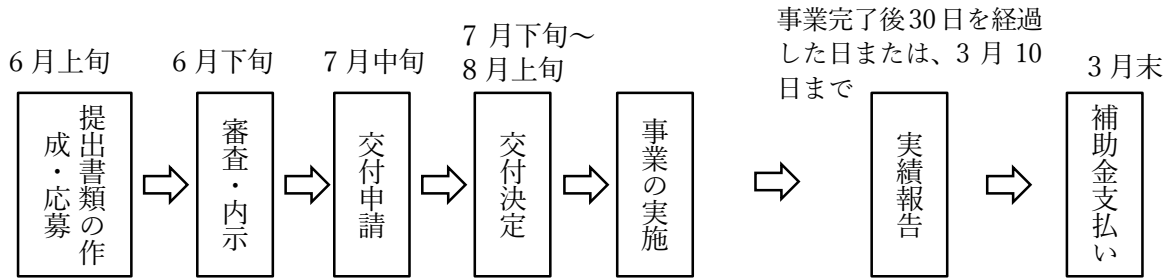 6月上旬
提出書類の作
成・応募
6月下旬
審査・内示
7月中旬
交付申請
7月下旬～
8月上旬
交付決定
事業の実施
事業完了後30日を経過
した日または、3月10
日まで
実績報告
3月末
補助金支払い